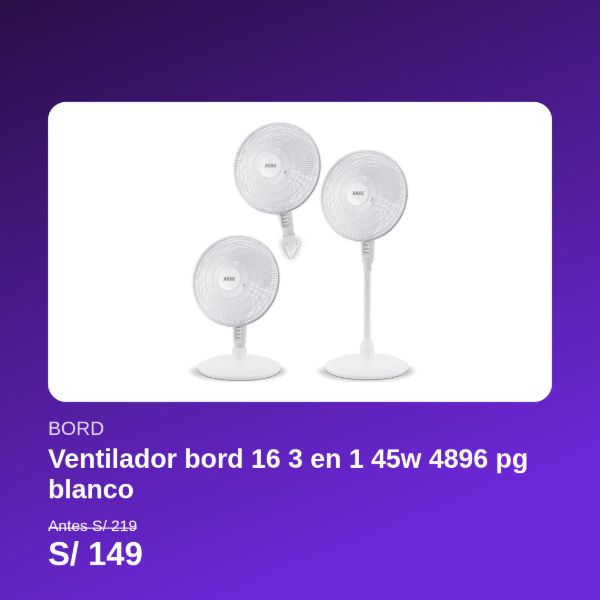 BORD
Ventilador bord 16 3 en 1 45w 4896 pg
blanco
Antes S/ 219
S/ 149